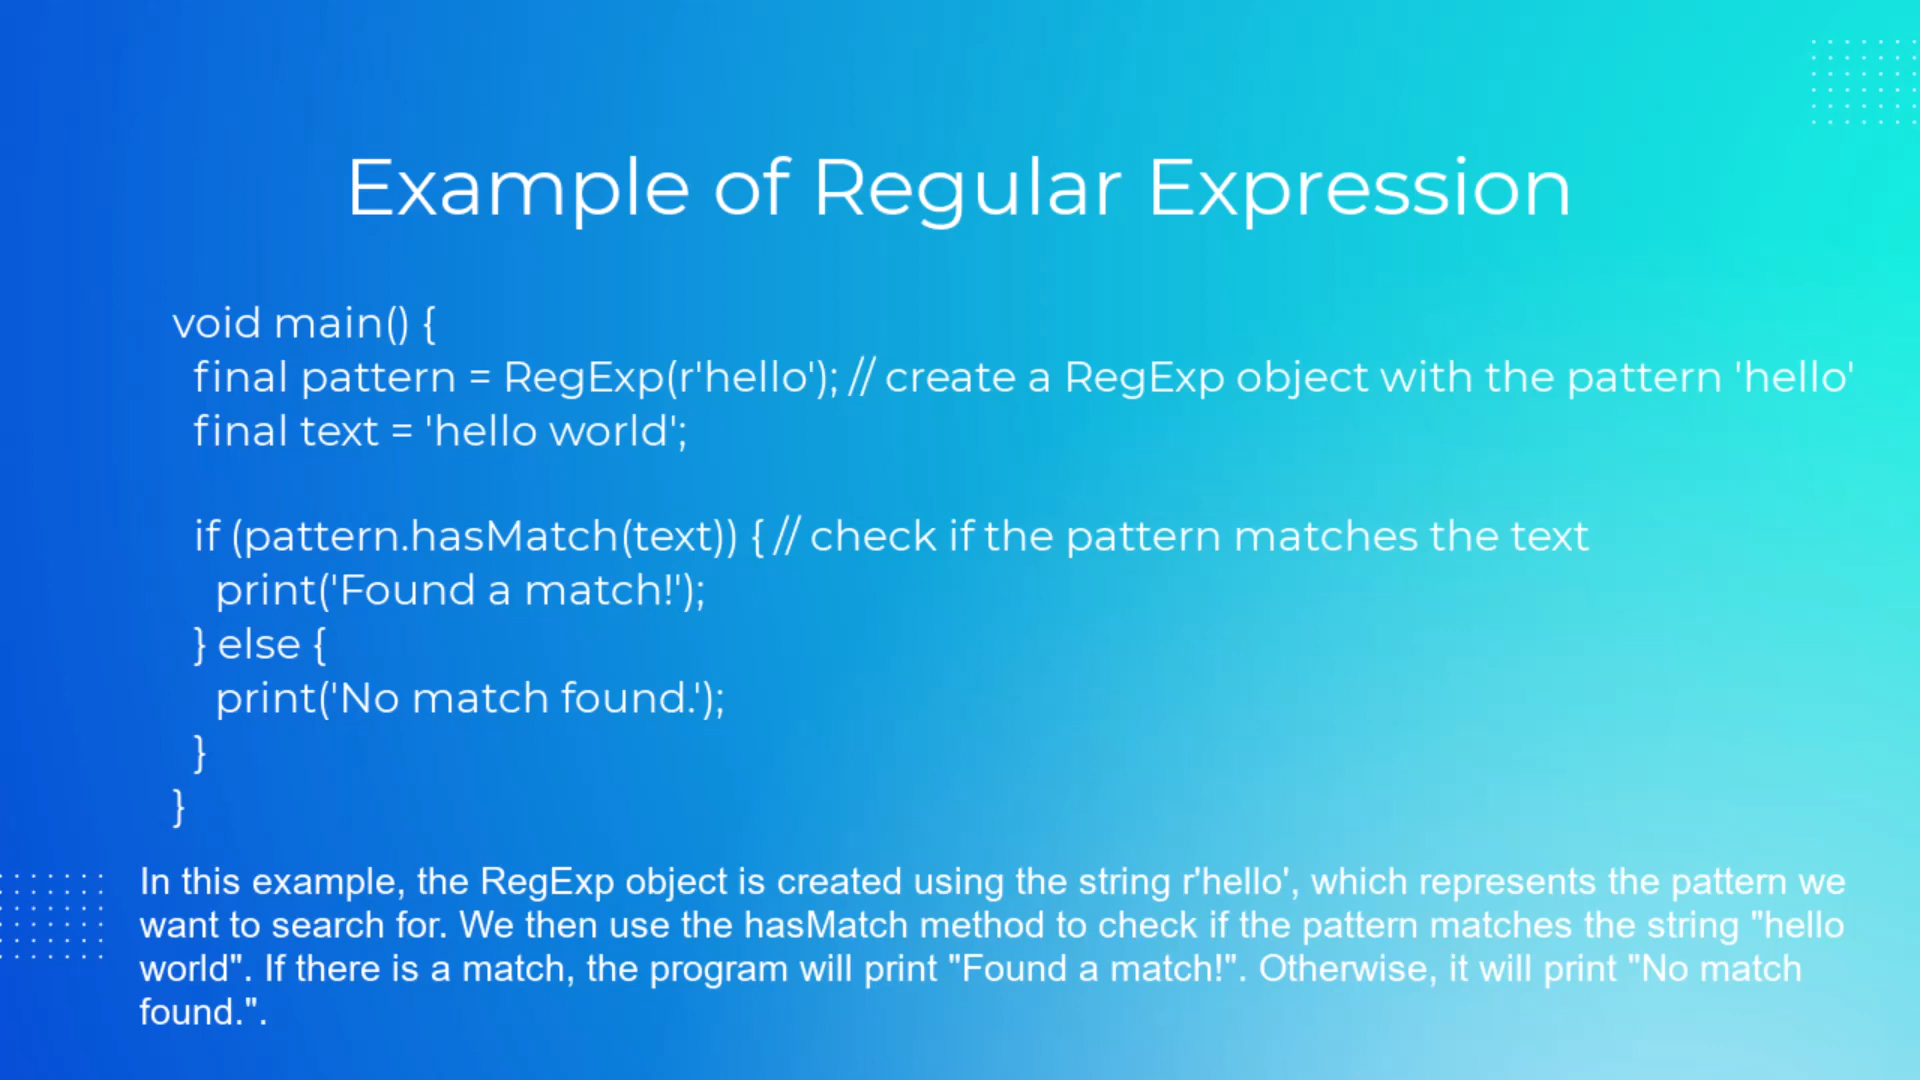 Example of Regular Expression
void main() {
final pattern = RegExp(r'hello'); // create a RegExp object with the pattern 'hello'
final text = 'hello world';
if (pattern.hasMatch(text)) { // check if the pattern matches the text
print('Found a match!');
} else {
print('No match found.');
}
}
In this example, the RegExp object is created using the string r'hello', which represents the pattern we
want to search for. We then use the hasMatch method to check if the pattern matches the string "hello
world". If there is a match, the program will print "Found a match!". Otherwise, it will print "No match
found.".